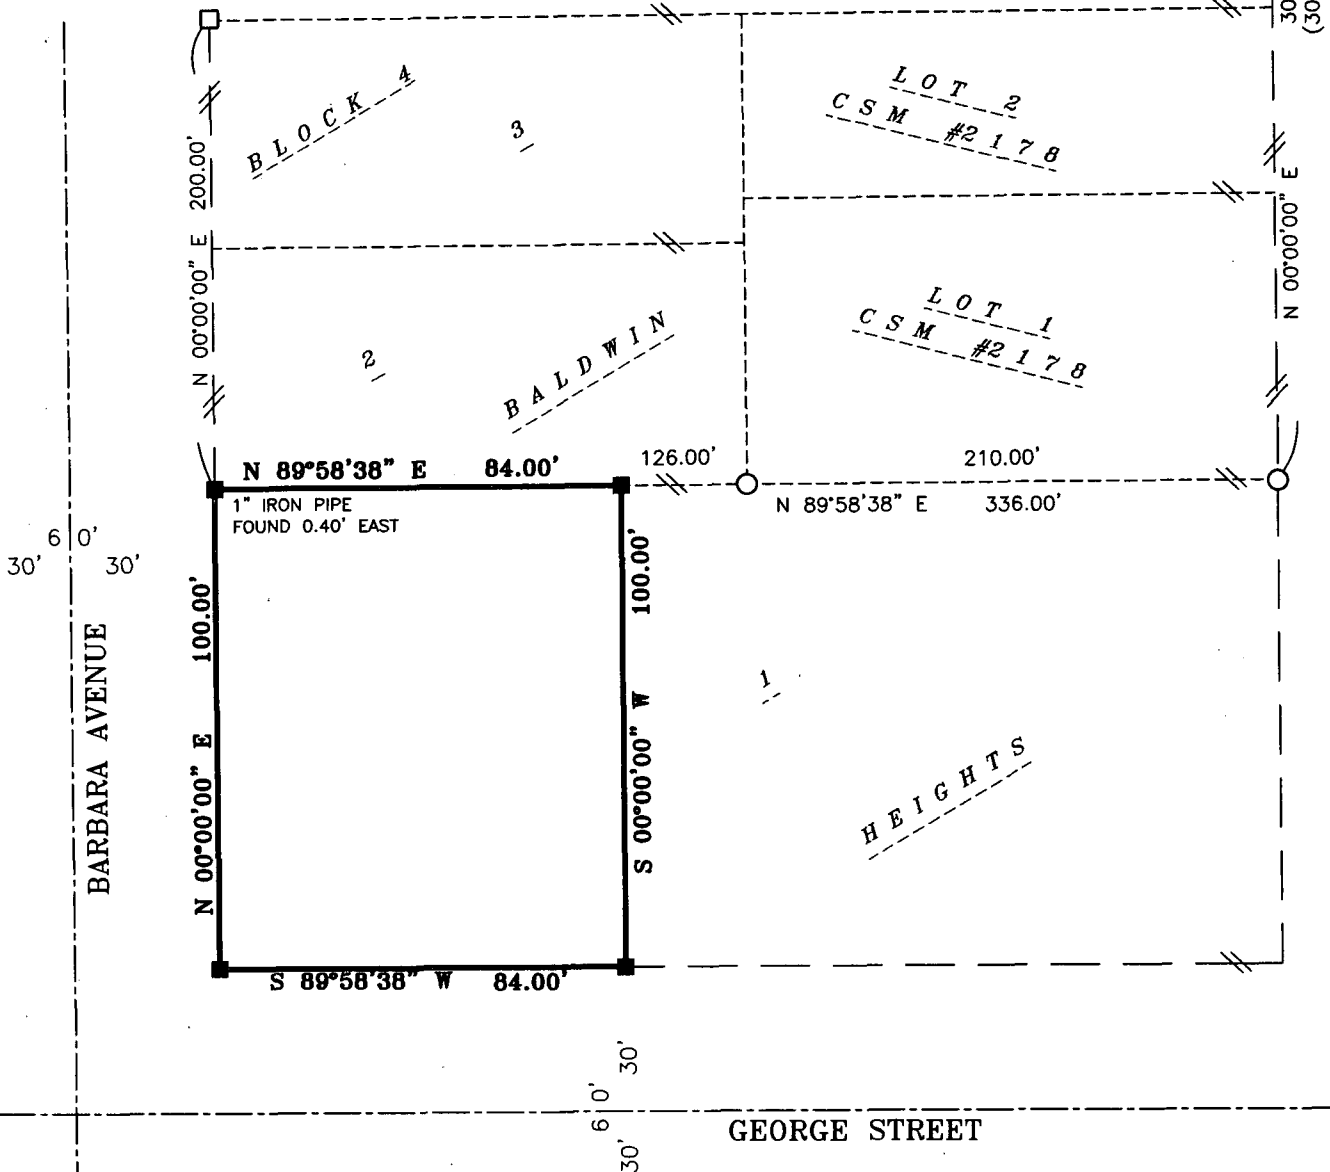 30
(30
BLOCK 4
3
LOT 2
CSM #2178
N 00°00'00" E 200.00'
N 00°00'00" E
2
BALDWIN
LOT 1
CSM #2178
N 89°58'38" E 84.00'
126.00'
210.00'
1" IRON PIPE
FOUND 0.40' EAST
N 89°58'38" E 336.00'
60'
30' 30'
N 00°00'00" E 100.00'
S 00°00'00" W 100.00'
BARBARA AVENUE
1
HEIGHTS
S 89°58'38" W 84.00'
30'
60'
30'
GEORGE STREET